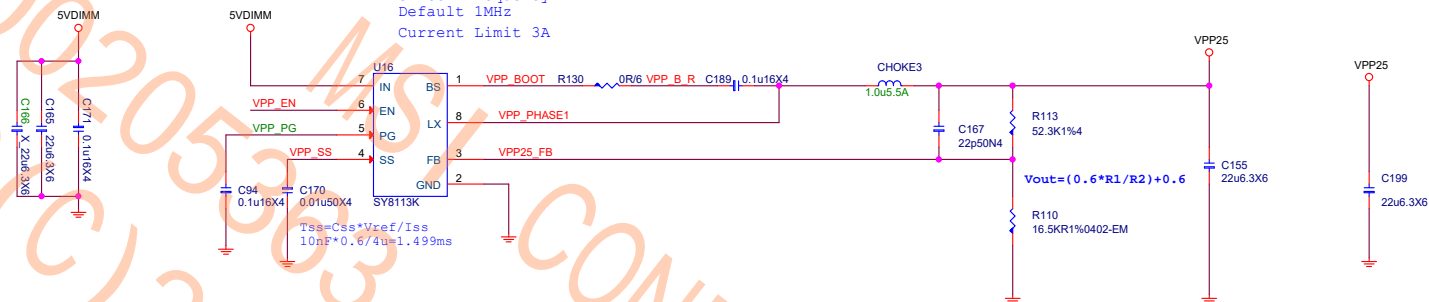 Default 1MHz
Current Limit 3A
5VDIMM
5VDIMM
VPP25
VPP25
U16
CHOKE3
1.0u5.5A
7 IN BS 1 VPP_BOOT R130 0R/6 VPP_B_R C189 0.1u16X4
VPP_EN 6 EN
LX 8 VPP_PHASE1
VPP_PG 5 PG
VPP_SS 4 SS FB 3 VPP25_FB
GND 2
SY8113K
C166 X_22u6.3X6
C165 22u6.3X6
C171 0.1u16X4
C94
0.1u16X4
C170
0.01u50X4
Tss=Css*Vref/Iss
10nF*0.6/4u=1.499ms
C167
22p50N4
R113
52.3K1%4
Vout=(0.6*R1/R2)+0.6
R110
16.5KR1%0402-EM
C155
22u6.3X6
C199
22u6.3X6
MSI CON
002053
(C)
205363